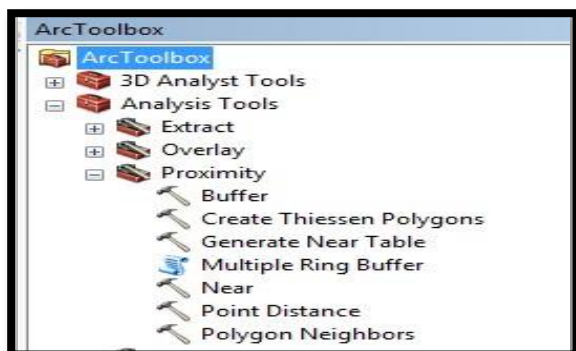 ArcToolbox
ArcToolbox
3D Analyst Tools
Analysis Tools
Extract
Overlay
Proximity
Buffer
Create Thiessen Polygons
Generate Near Table
Multiple Ring Buffer
Near
Point Distance
Polygon Neighbors